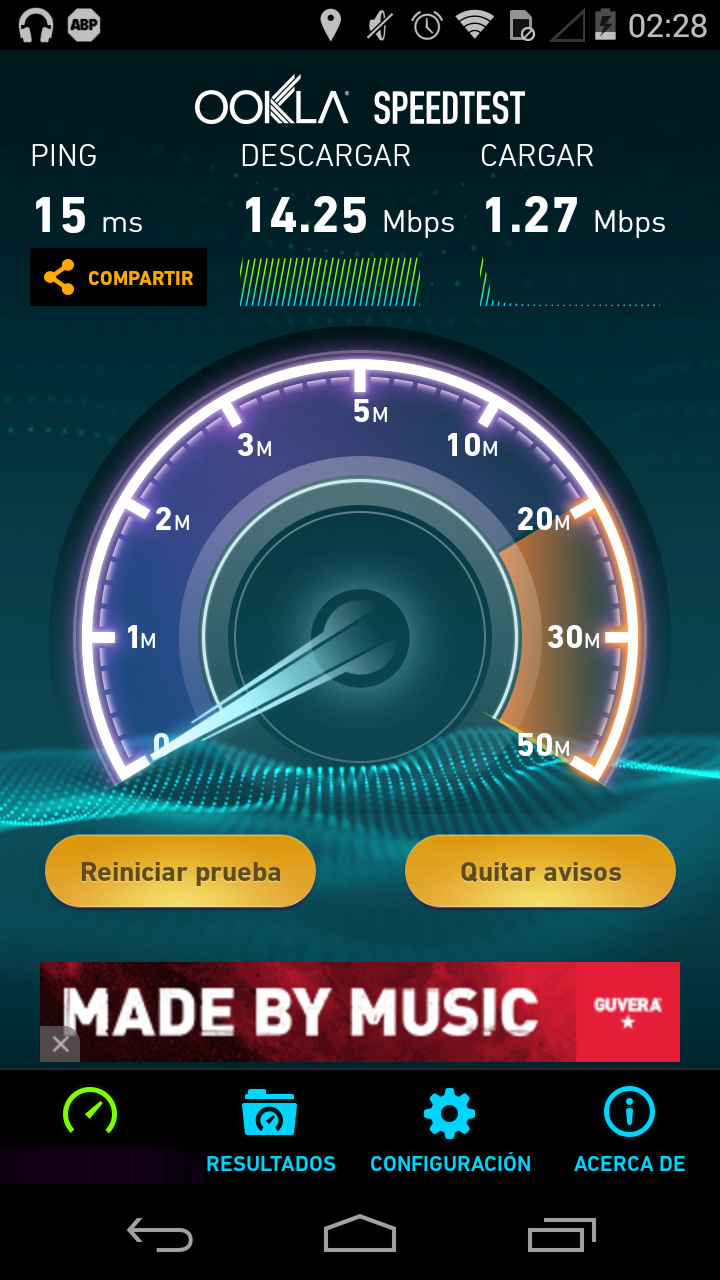 ABP 02:28
OOKLA SPEEDTEST
PING DESCARGAR CARGAR
15 ms 14.25 Mbps 1.27 Mbps
COMPARTIR
5M
3M 10M
2M 20M
1M 30M
0 50M
Reiniciar prueba Quitar avisos
MADE BY MUSIC GUVERA
RESULTADOS CONFIGURACIÓN ACERCA DE